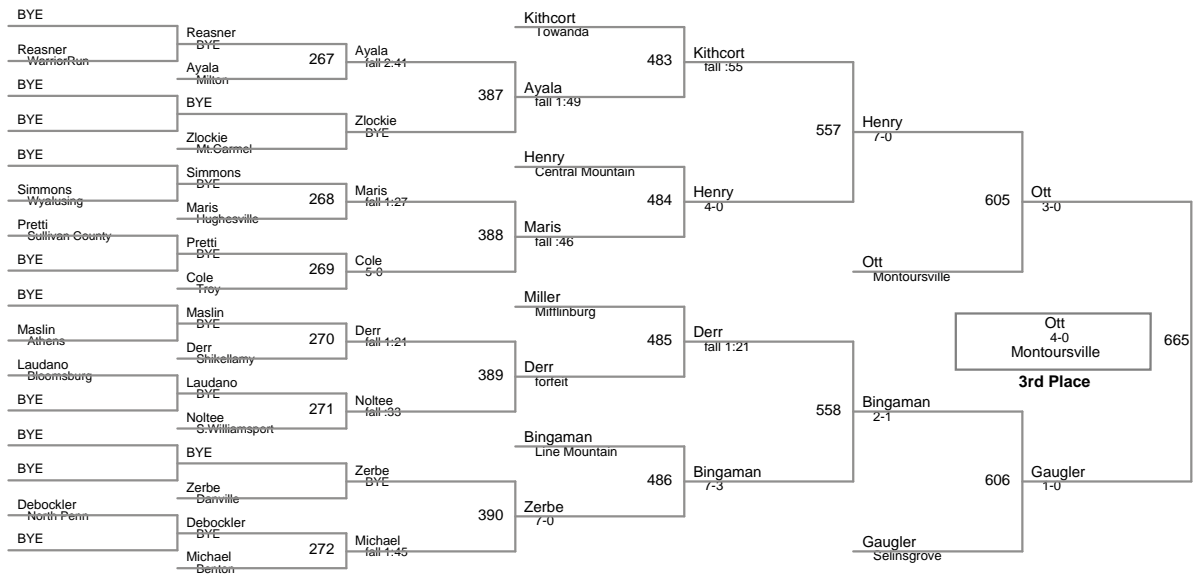 BYE
Reasner
WarriorRun
BYE
BYE
BYE
Simmons
Wyalusing
Pretti
Sullivan County
BYE
BYE
Maslin
Athens
Laudano
Bloomsburg
BYE
BYE
BYE
Debockler
North Penn
BYE
Reasner
BYE
267
Ayala
Milton
BYE
Zlockie
Mt.Carmel
Simmons
BYE
268
Maris
Hughesville
Pretti
BYE
269
Cole
Troy
Maslin
BYE
270
Derr
Shikellamy
Laudano
BYE
271
Noltee
S.Williamsport
BYE
Zerbe
Danville
Debockler
BYE
272
Michael
Benton
Ayala
fall 2:41
387
Zlockie
BYE
Maris
fall 1:27
388
Cole
5-0
Derr
fall 1:21
389
Noltee
fall :33
Zerbe
BYE
390
Michael
fall 1:45
Kithcort
Towanda
483
Ayala
fall 1:49
Henry
Central Mountain
484
Maris
fall :46
Miller
Mifflinburg
485
Derr
forfeit
Bingaman
Line Mountain
486
Zerbe
7-0
Kithcort
fall :55
557
Henry
4-0
Derr
fall 1:21
558
Bingaman
7-3
Henry
7-0
605
Ott
Montoursville
Bingaman
2-1
606
Gaugler
Selinsgrove
Ott
3-0
665
Gaugler
1-0
Ott
4-0
Montoursville
3rd Place